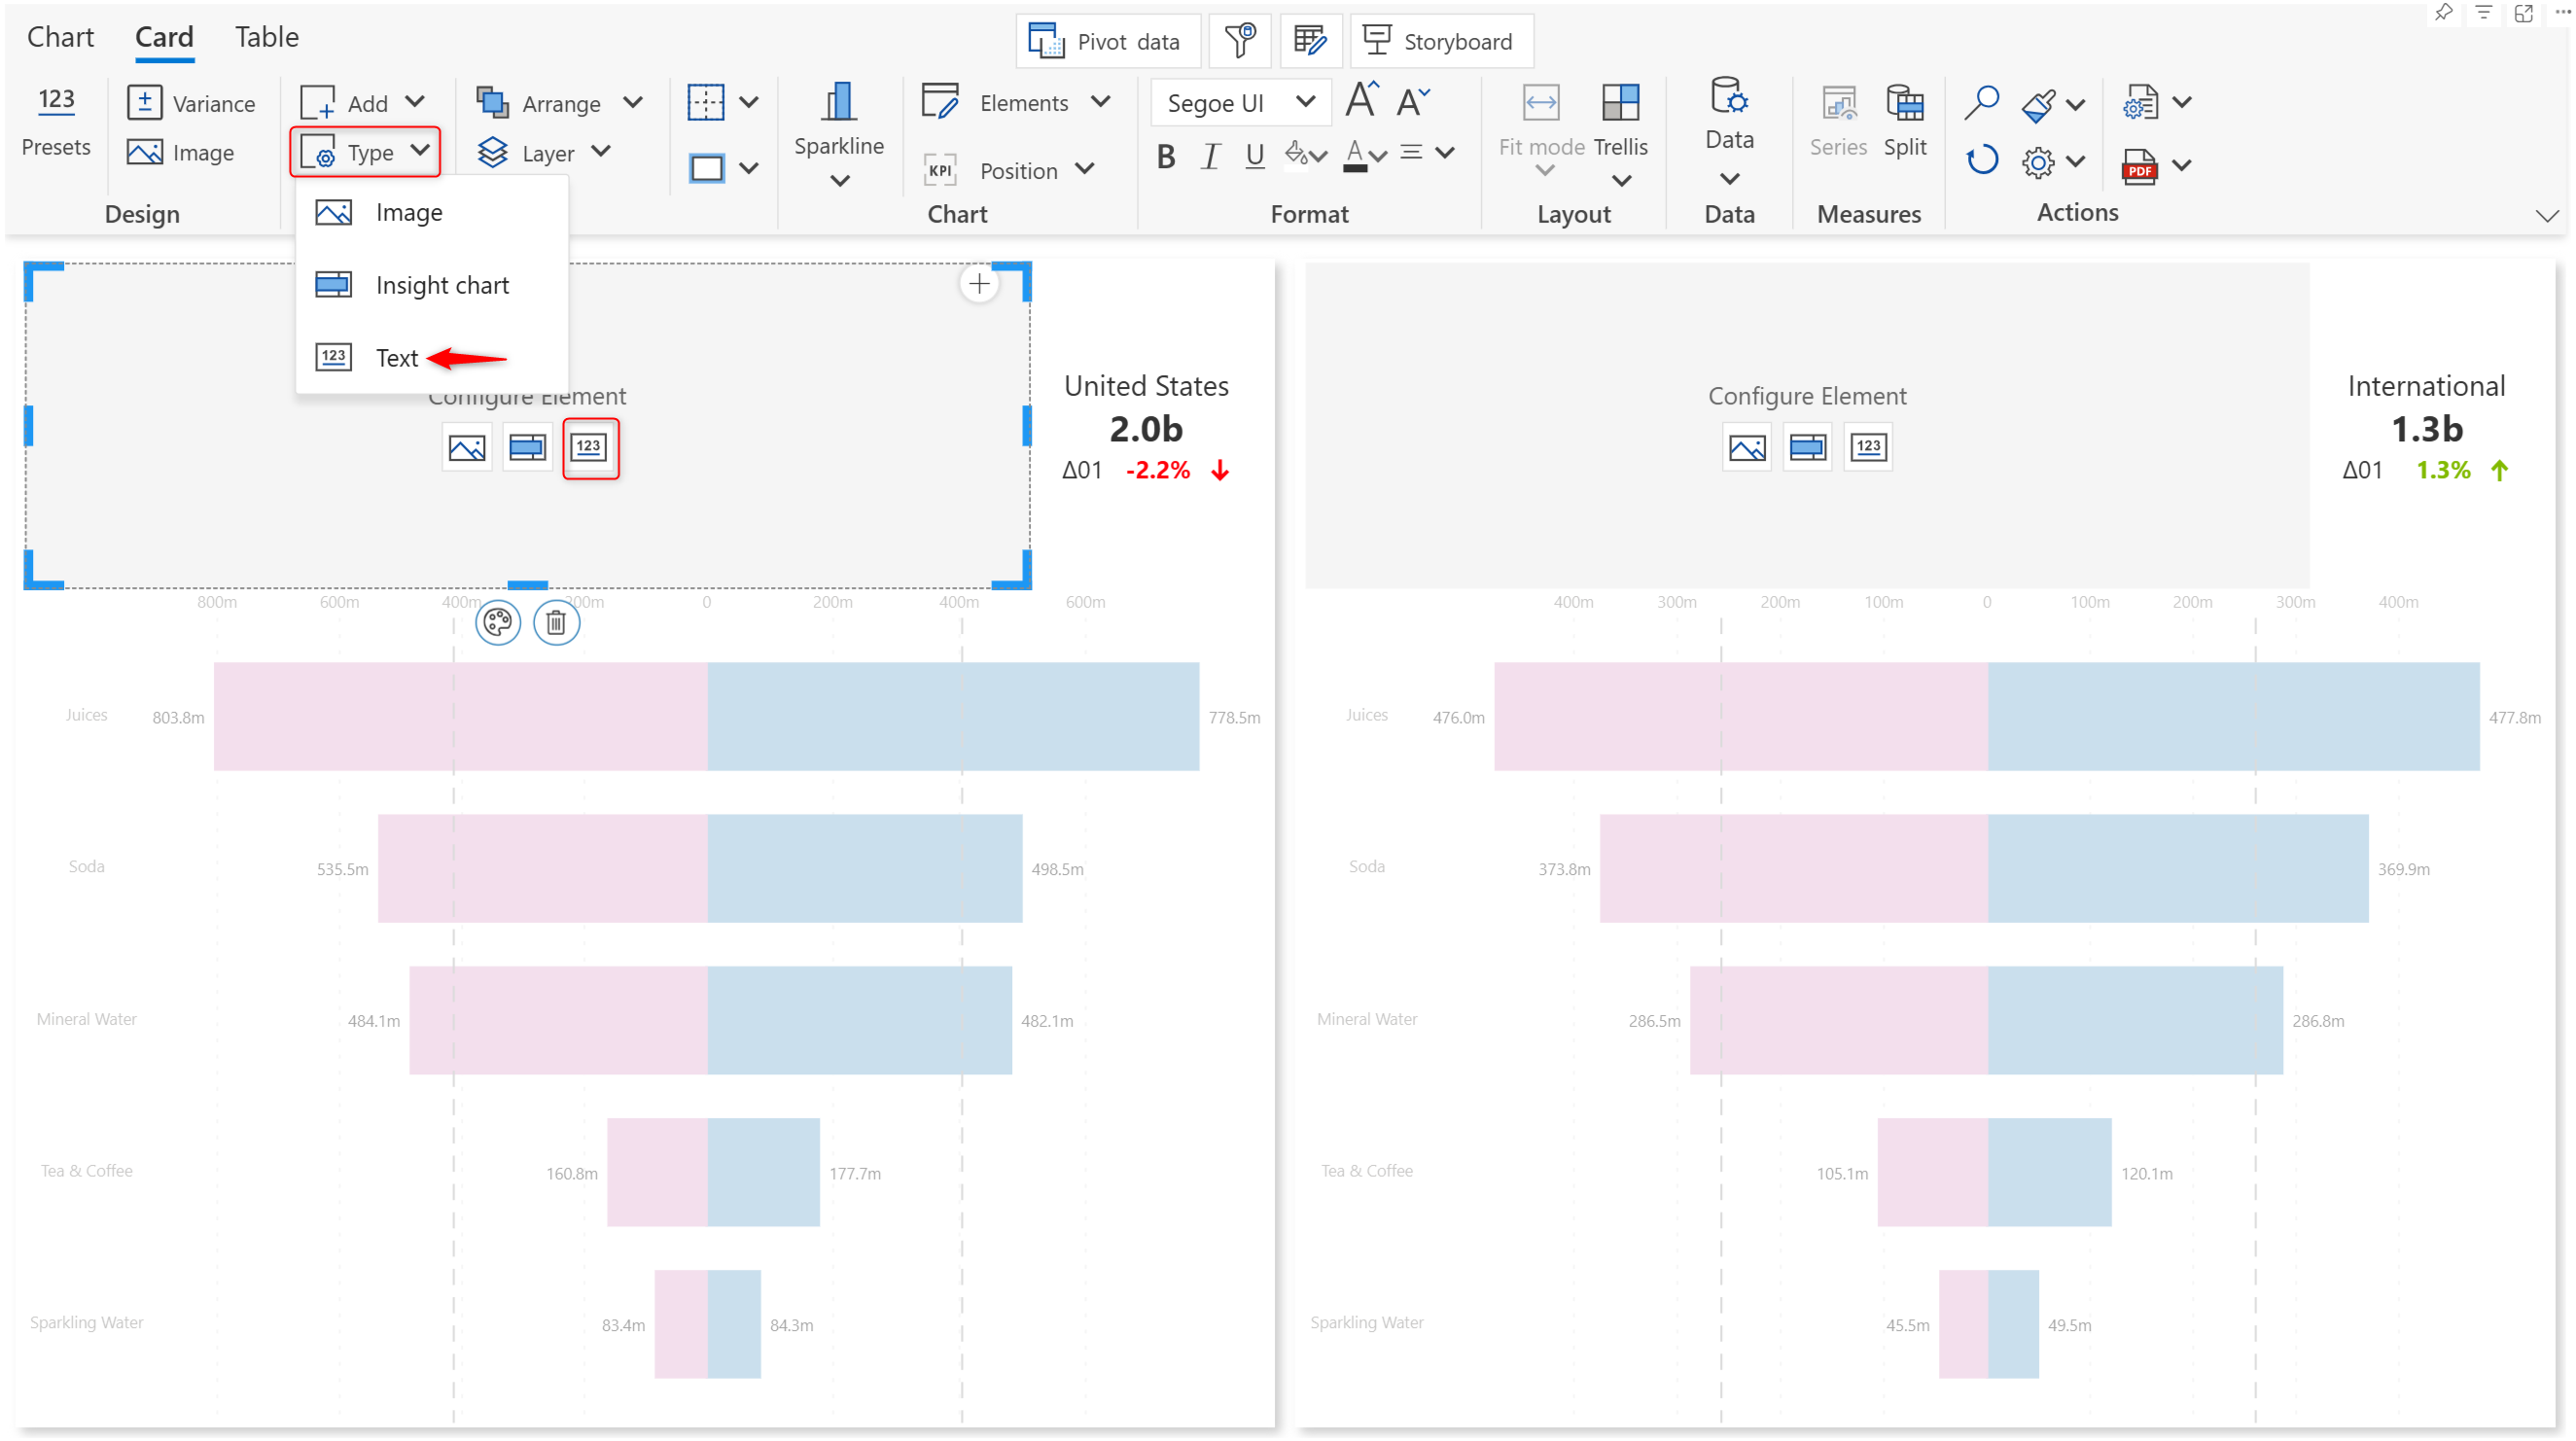 Chart Card Table
Pivot data Storyboard
123 Presets
± Variance
Image
Design
Add
Type
Arrange
Layer
Sparkline
Elements
KPI Position
Chart
Segoe UI A A
B I U A
Format
Fit mode Trellis
Layout
Data
Data
Series Split
Measures
PDF
Actions
Image
Insight chart
123 Text
Configure Element
123
United States
2.0b
Δ01 -2.2%
800m 600m 400m 200m 0 200m 400m 600m
Juices 803.8m 778.5m
Soda 535.5m 498.5m
Mineral Water 484.1m 482.1m
Tea & Coffee 160.8m 177.7m
Sparkling Water 83.4m 84.3m
Configure Element
123
International
1.3b
Δ01 1.3%
400m 300m 200m 100m 0 100m 200m 300m 400m
Juices 476.0m 477.8m
Soda 373.8m 369.9m
Mineral Water 286.5m 286.8m
Tea & Coffee 105.1m 120.1m
Sparkling Water 45.5m 49.5m